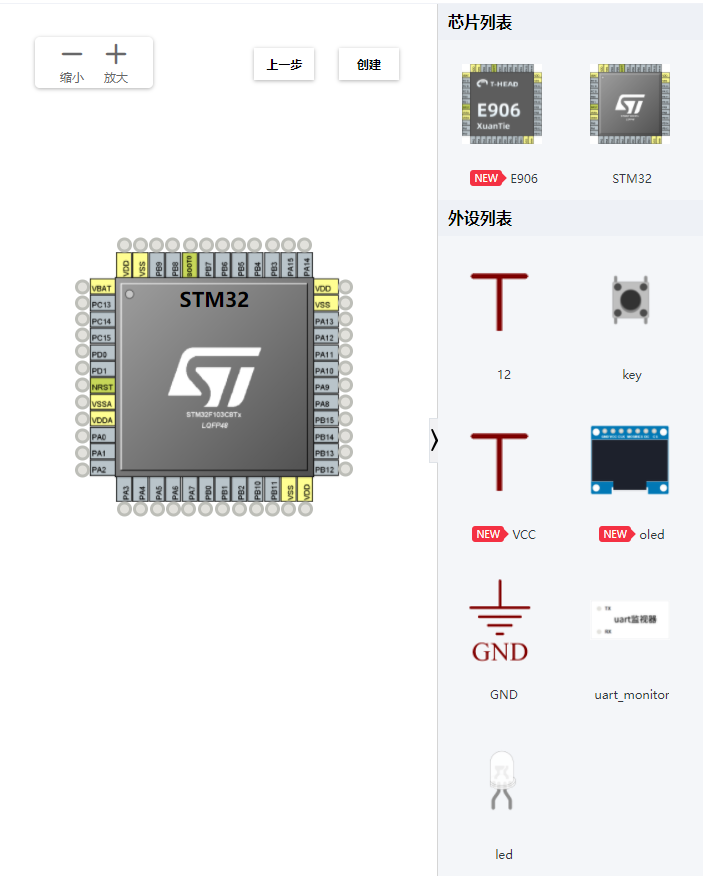 缩小 放大
上一步
创建
芯片列表
T-HEAD
E906
XuanTie
NEW E906
STM32
外设列表
12
key
NEW VCC
NEW oled
GND
GND
TX
uart监视器
RX
uart_monitor
led
VDD VSS PB9 PB8 BOOT0 PB7 PB6 PB5 PB4 PB3 PA15 PA14
VBAT
PC13
PC14
PC15
PD0
PD1
NRST
VSSA
VDDA
PA0
PA1
PA2
STM32
ST
STM32F103CBTx
LQFP48
VDD
VSS
PA13
PA12
PA11
PA10
PA9
PA8
PB15
PB14
PB13
PB12
PA3 PA4 PA5 PA6 PA7 PB0 PB1 PB2 PB10 PB11 VSS VDD